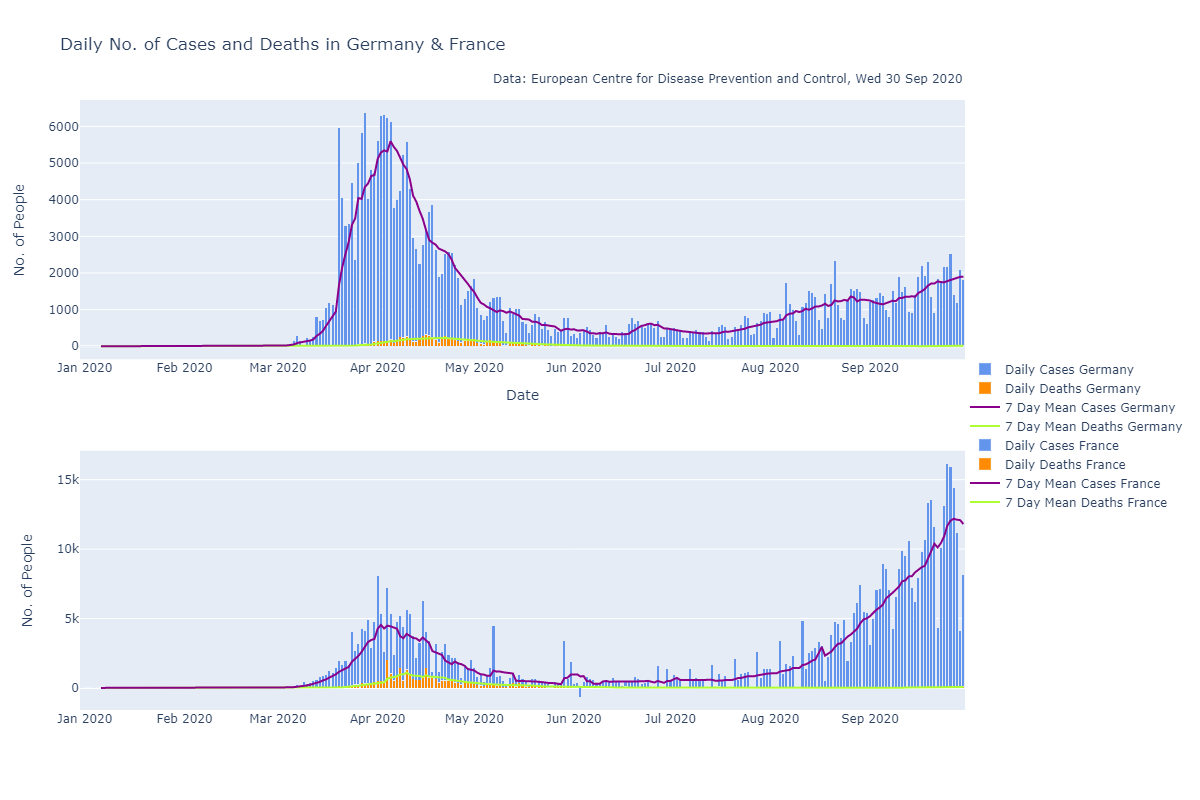 Daily No. of Cases and Deaths in Germany & France
Data: European Centre for Disease Prevention and Control, Wed 30 Sep 2020
No. of People
6000
5000
4000
3000
2000
1000
0
Jan 2020 Feb 2020 Mar 2020 Apr 2020 May 2020 Jun 2020 Jul 2020 Aug 2020 Sep 2020
Date
Daily Cases Germany
Daily Deaths Germany
7 Day Mean Cases Germany
7 Day Mean Deaths Germany
Daily Cases France
Daily Deaths France
7 Day Mean Cases France
7 Day Mean Deaths France
No. of People
15k
10k
5k
0
Jan 2020 Feb 2020 Mar 2020 Apr 2020 May 2020 Jun 2020 Jul 2020 Aug 2020 Sep 2020